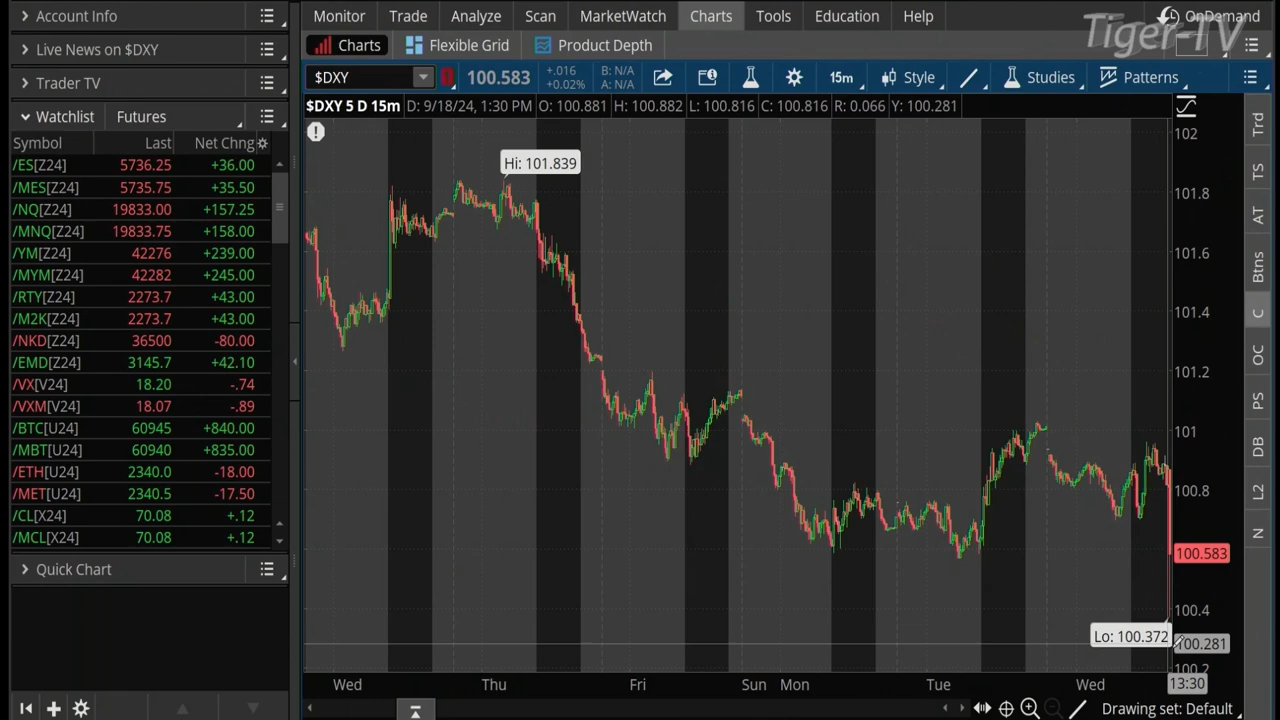 Account Info
Live News on $DXY
Trader TV
Watchlist Futures
Symbol Last Net Chng
/ES[Z24] 5736.25 +36.00
/MES[Z24] 5735.75 +35.50
/NQ[Z24] 19833.00 +157.25
/MNQ[Z24] 19833.75 +158.00
/YM[Z24] 42276 +239.00
/MYM[Z24] 42282 +245.00
/RTY[Z24] 2273.7 +43.00
/M2K[Z24] 2273.7 +43.00
/NKD[Z24] 36500 -80.00
/EMD[Z24] 3145.7 +42.10
/VX[V24] 18.20 -.74
/VXM[V24] 18.07 -.89
/BTC[U24] 60945 +840.00
/MBT[U24] 60940 +835.00
/ETH[U24] 2340.0 -18.00
/MET[U24] 2340.5 -17.50
/CL[X24] 70.08 +.12
/MCL[X24] 70.08 +.12
Quick Chart
Monitor Trade Analyze Scan MarketWatch Charts Tools Education Help OnDemand
Tiger-TV
Charts Flexible Grid Product Depth
$DXY 100.583 +.016 +0.02% B: N/A A: N/A 15m Style Studies Patterns
$DXY 5 D 15m D: 9/18/24, 1:30 PM O: 100.881 H: 100.882 L: 100.816 C: 100.816 R: 0.066 Y: 100.281
Hi: 101.839
Lo: 100.372
102
101.8
101.6
101.4
101.2
101
100.8
100.583
100.4
100.281
100.2
Wed Thu Fri Sun Mon Tue Wed 13:30
Drawing set: Default
Trd
TS
AT
Btns
C
OC
PS
DB
L2
N